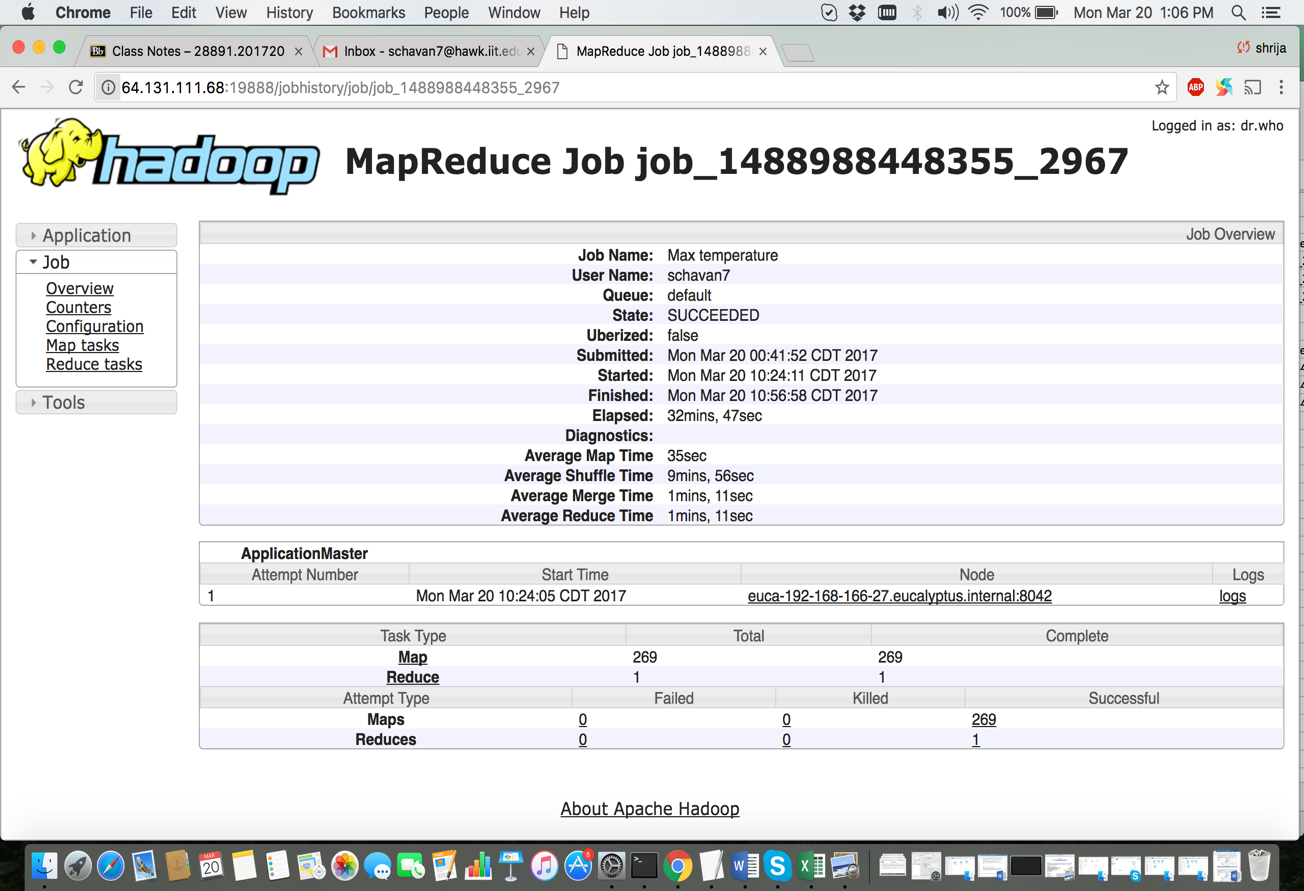 Chrome File Edit View History Bookmarks People Window Help 100% Mon Mar 20 1:06 PM
Bb Class Notes – 28891.201720 × Inbox - schavan7@hawk.iit.edu × MapReduce Job job_1488988 × shrija
64.131.111.68:19888/jobhistory/job/job_1488988448355_2967 ABP
Logged in as: dr.who
hadoop MapReduce Job job_1488988448355_2967
Application
Job
Overview
Counters
Configuration
Map tasks
Reduce tasks
Tools
Job Overview
Job Name: Max temperature
User Name: schavan7
Queue: default
State: SUCCEEDED
Uberized: false
Submitted: Mon Mar 20 00:41:52 CDT 2017
Started: Mon Mar 20 10:24:11 CDT 2017
Finished: Mon Mar 20 10:56:58 CDT 2017
Elapsed: 32mins, 47sec
Diagnostics:
Average Map Time 35sec
Average Shuffle Time 9mins, 56sec
Average Merge Time 1mins, 11sec
Average Reduce Time 1mins, 11sec
ApplicationMaster
Attempt Number Start Time Node Logs
1 Mon Mar 20 10:24:05 CDT 2017 euca-192-168-166-27.eucalyptus.internal:8042 logs
Task Type Total Complete
Map 269 269
Reduce 1 1
Attempt Type Failed Killed Successful
Maps 0 0 269
Reduces 0 0 1
About Apache Hadoop
MAR 20 6 W S X